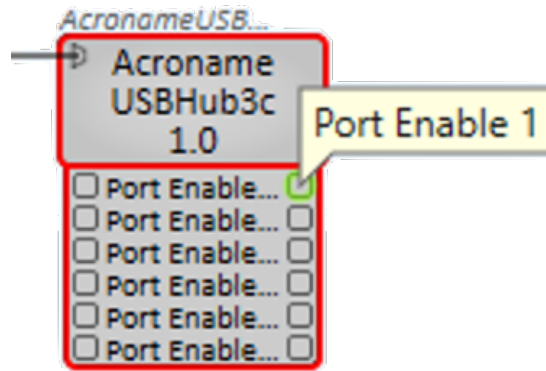 AcronameUSB...
Acroname
USBHub3c
1.0
Port Enable 1
Port Enable...
Port Enable...
Port Enable...
Port Enable...
Port Enable...
Port Enable...